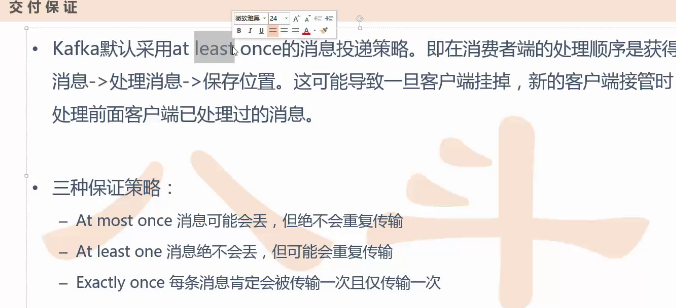 交付保证
微软雅黑 24
B I U A
Kafka默认采用at least once的消息投递策略。即在消费者端的处理顺序是获得
消息->处理消息->保存位置。这可能导致一旦客户端挂掉，新的客户端接管时
处理前面客户端已处理过的消息。
三种保证策略：
– At most once 消息可能会丢，但绝不会重复传输
– At least one 消息绝不会丢，但可能会重复传输
– Exactly once 每条消息肯定会被传输一次且仅传输一次
八斗